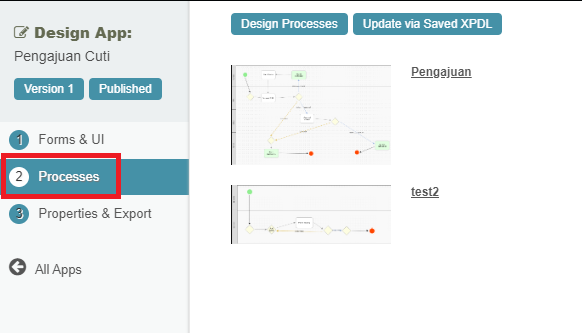 Design App:
Pengajuan Cuti
Version 1 Published
1 Forms & UI
2 Processes
3 Properties & Export
All Apps
Design Processes Update via Saved XPDL
Pengajuan
test2